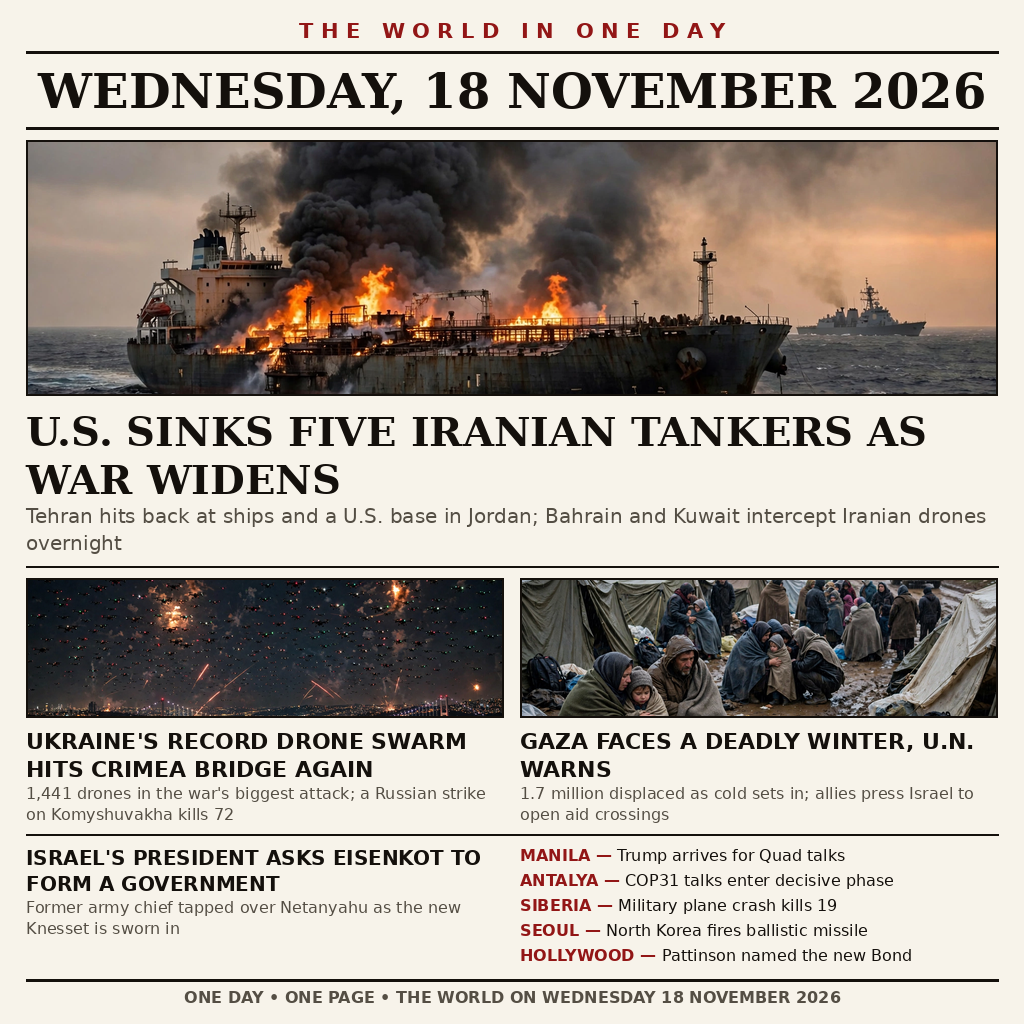 THE WORLD IN ONE DAY
WEDNESDAY, 18 NOVEMBER 2026
U.S. SINKS FIVE IRANIAN TANKERS AS
WAR WIDENS
Tehran hits back at ships and a U.S. base in Jordan; Bahrain and Kuwait intercept Iranian drones
overnight
UKRAINE'S RECORD DRONE SWARM
HITS CRIMEA BRIDGE AGAIN
1,441 drones in the war's biggest attack; a Russian strike
on Komyshuvakha kills 72
GAZA FACES A DEADLY WINTER, U.N.
WARNS
1.7 million displaced as cold sets in; allies press Israel to
open aid crossings
ISRAEL'S PRESIDENT ASKS EISENKOT TO
FORM A GOVERNMENT
Former army chief tapped over Netanyahu as the new
Knesset is sworn in
MANILA — Trump arrives for Quad talks
ANTALYA — COP31 talks enter decisive phase
SIBERIA — Military plane crash kills 19
SEOUL — North Korea fires ballistic missile
HOLLYWOOD — Pattinson named the new Bond
ONE DAY • ONE PAGE • THE WORLD ON WEDNESDAY 18 NOVEMBER 2026